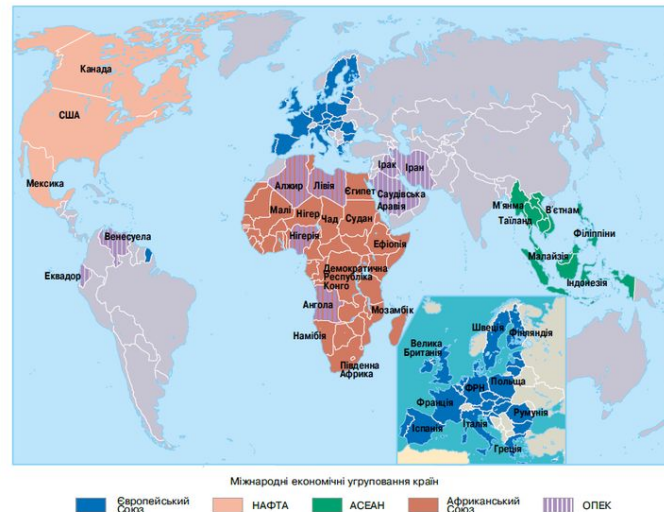 Канада
США
Мексика
Венесуела
Еквадор
Алжир
Лівія
Єгипет
Ірак
Іран
Саудівська
Аравія
Малі
Нігер
Чад
Судан
Нігерія
Ефіопія
Демократична
Республіка
Конго
Ангола
Мозамбік
Намібія
Південна
Африка
М'янма
В'єтнам
Таїланд
Філіппіни
Малайзія
Індонезія
Швеція
Фінляндія
Велика
Британія
ФРН
Польща
Франція
Румунія
Італія
Іспанія
Греція
Міжнародні економічні угруповання країн
Європейський
Союз
НАФТА
АСЕАН
Африканський
Союз
ОПЕК